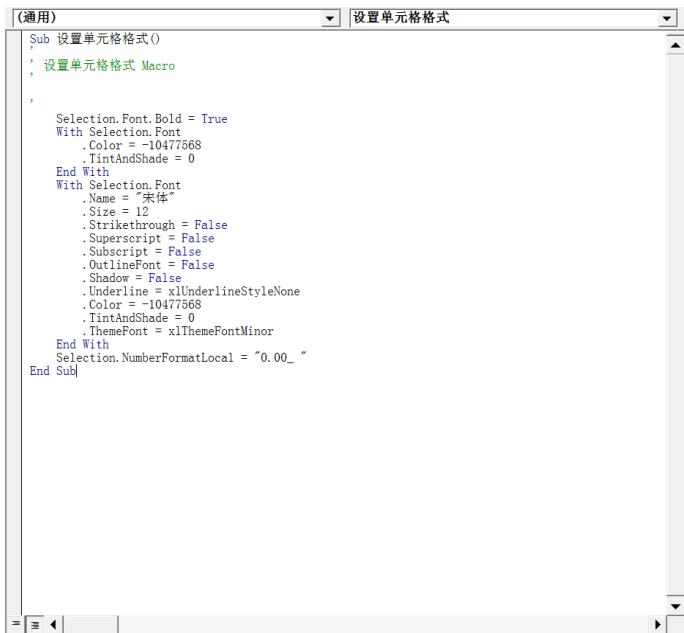 (通用)
设置单元格格式
Sub 设置单元格格式()
'
' 设置单元格格式 Macro
'

'
    Selection.Font.Bold = True
    With Selection.Font
        .Color = -10477568
        .TintAndShade = 0
    End With
    With Selection.Font
        .Name = "宋体"
        .Size = 12
        .Strikethrough = False
        .Superscript = False
        .Subscript = False
        .OutlineFont = False
        .Shadow = False
        .Underline = xlUnderlineStyleNone
        .Color = -10477568
        .TintAndShade = 0
        .ThemeFont = xlThemeFontMinor
    End With
    Selection.NumberFormatLocal = "0.00_ "
End Sub